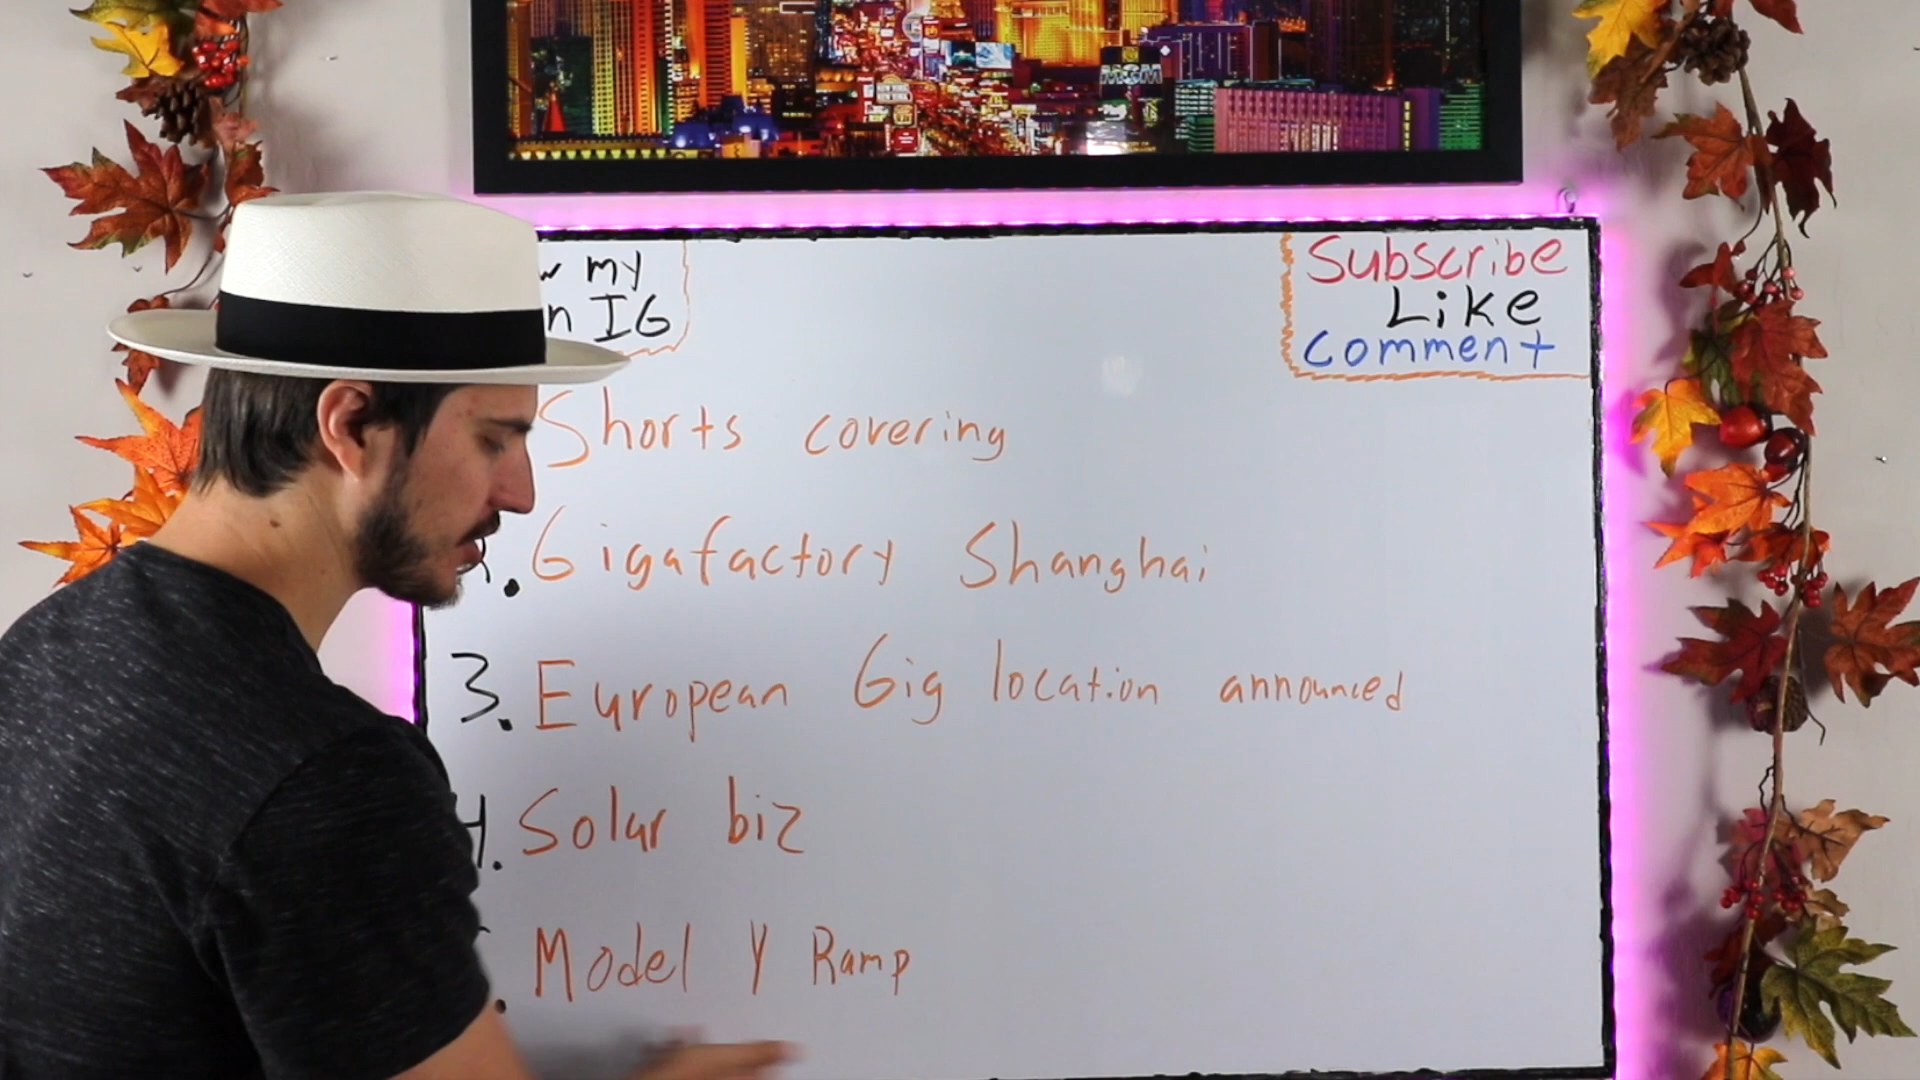 my
IG
Subscribe
Like
Comment
Shorts covering
Gigafactory Shanghai
3. European Gig location announced
4. Solar biz
Model Y Ramp
MGM